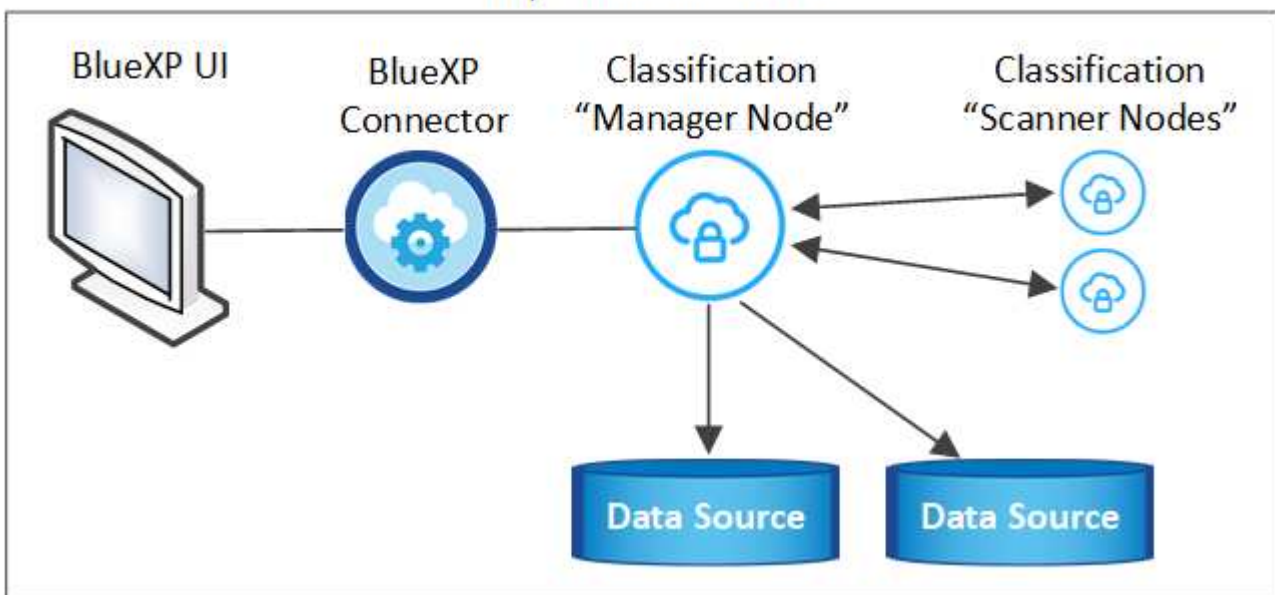 BlueXP UI
BlueXP
Connector
Classification
“Manager Node”
Classification
“Scanner Nodes”
Data Source
Data Source